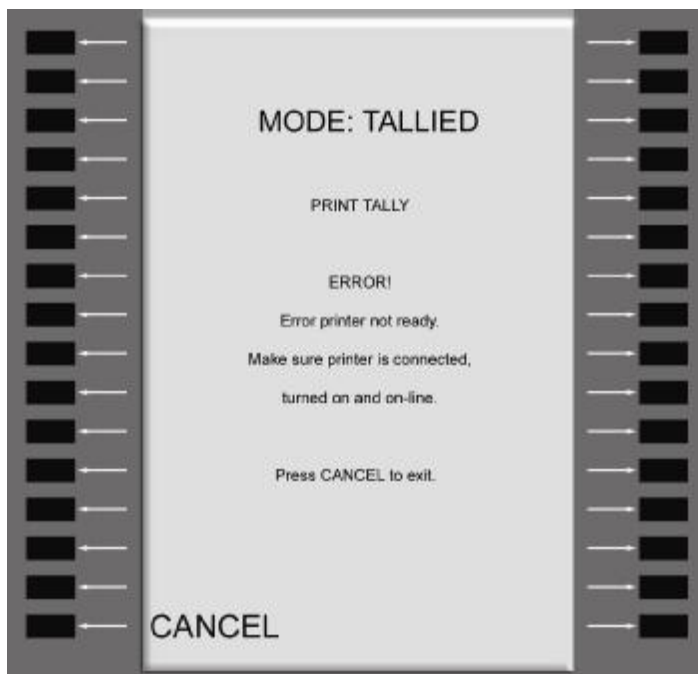 MODE: TALLIED
PRINT TALLY
ERROR!
Error printer not ready.
Make sure printer is connected,
turned on and on-line.
Press CANCEL to exit.
CANCEL